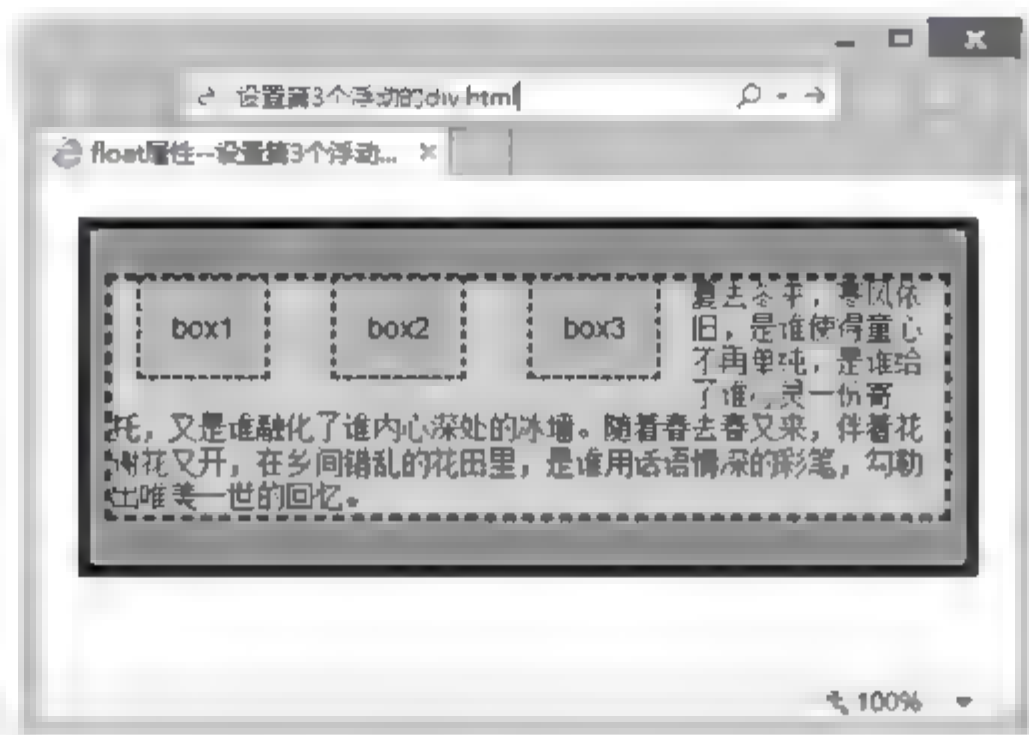 设置第3个浮动的div.html
float属性--设置第3个浮动...
box1 box2 box3
夏去冬来，寒风依
旧，是谁使得童心
不再单纯，是谁给
了谁心灵一份寄
托，又是谁融化了谁内心深处的冰墙。随着春去春又来，伴着花
谢花又开，在乡间错乱的花田里，是谁用话语情深的彩笔，勾勒
出唯美一世的回忆。
100%